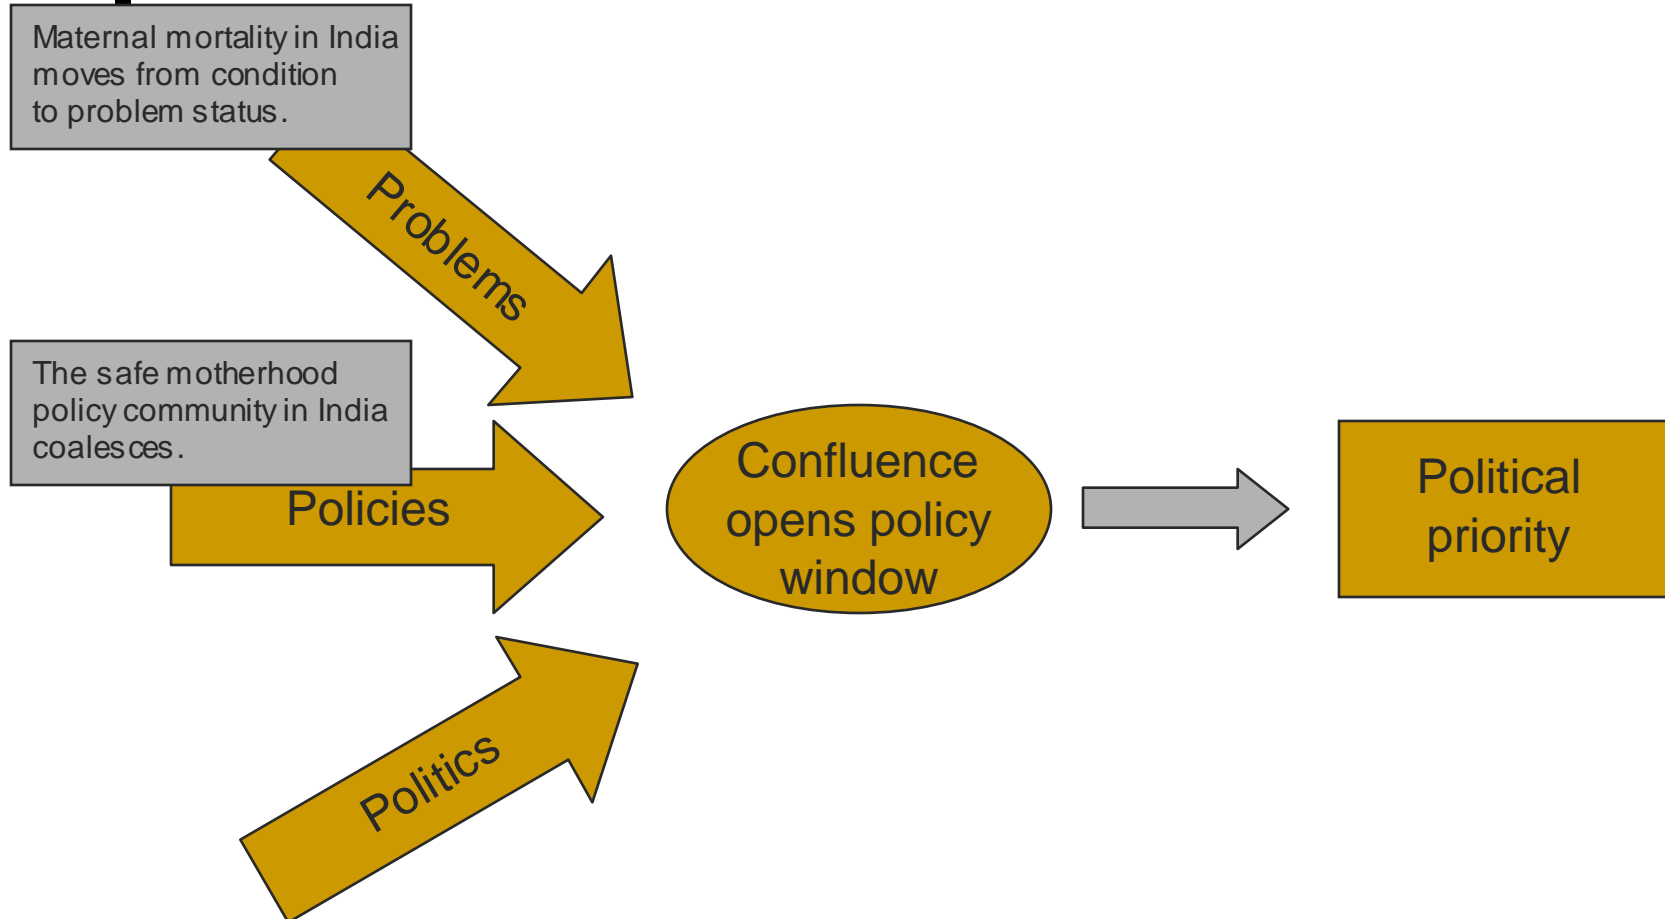 Maternal mortality in India
moves from condition
to problem status.
Problems
The safe motherhood
policy community in India
coalesces.
Policies
Politics
Confluence
opens policy
window
Political
priority